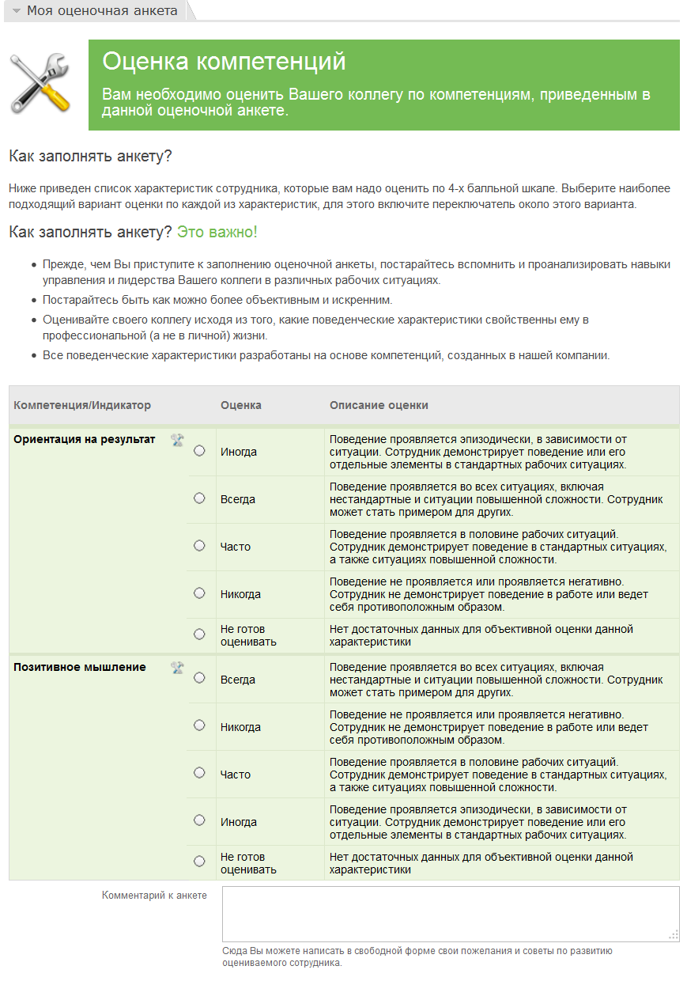 Моя оценочная анкета
Оценка компетенций
Вам необходимо оценить Вашего коллегу по компетенциям, приведенным в
данной оценочной анкете.
Как заполнять анкету?
Ниже приведен список характеристик сотрудника, которые вам надо оценить по 4-х балльной шкале. Выберите наиболее
подходящий вариант оценки по каждой из характеристик, для этого включите переключатель около этого варианта.
Как заполнять анкету? Это важно!
Прежде, чем Вы приступите к заполнению оценочной анкеты, постарайтесь вспомнить и проанализировать навыки
управления и лидерства Вашего коллеги в различных рабочих ситуациях.
Постарайтесь быть как можно более объективным и искренним.
Оценивайте своего коллегу исходя из того, какие поведенческие характеристики свойственны ему в
профессиональной (а не в личной) жизни.
Все поведенческие характеристики разработаны на основе компетенций, созданных в нашей компании.
Компетенция/Индикатор Оценка Описание оценки
Ориентация на результат
Иногда
Поведение проявляется эпизодически, в зависимости от
ситуации. Сотрудник демонстрирует поведение или его
отдельные элементы в стандартных рабочих ситуациях.
Всегда
Поведение проявляется во всех ситуациях, включая
нестандартные и ситуации повышенной сложности. Сотрудник
может стать примером для других.
Часто
Поведение проявляется в половине рабочих ситуаций.
Сотрудник демонстрирует поведение в стандартных ситуациях,
а также ситуациях повышенной сложности.
Никогда
Поведение не проявляется или проявляется негативно.
Сотрудник не демонстрирует поведение в работе или ведет
себя противоположным образом.
Не готов
оценивать
Нет достаточных данных для объективной оценки данной
характеристики
Позитивное мышление
Всегда
Поведение проявляется во всех ситуациях, включая
нестандартные и ситуации повышенной сложности. Сотрудник
может стать примером для других.
Никогда
Поведение не проявляется или проявляется негативно.
Сотрудник не демонстрирует поведение в работе или ведет
себя противоположным образом.
Часто
Поведение проявляется в половине рабочих ситуаций.
Сотрудник демонстрирует поведение в стандартных ситуациях,
а также ситуациях повышенной сложности.
Иногда
Поведение проявляется эпизодически, в зависимости от
ситуации. Сотрудник демонстрирует поведение или его
отдельные элементы в стандартных рабочих ситуациях.
Не готов
оценивать
Нет достаточных данных для объективной оценки данной
характеристики
Комментарий к анкете
Сюда Вы можете написать в свободной форме свои пожелания и советы по развитию
оцениваемого сотрудника.